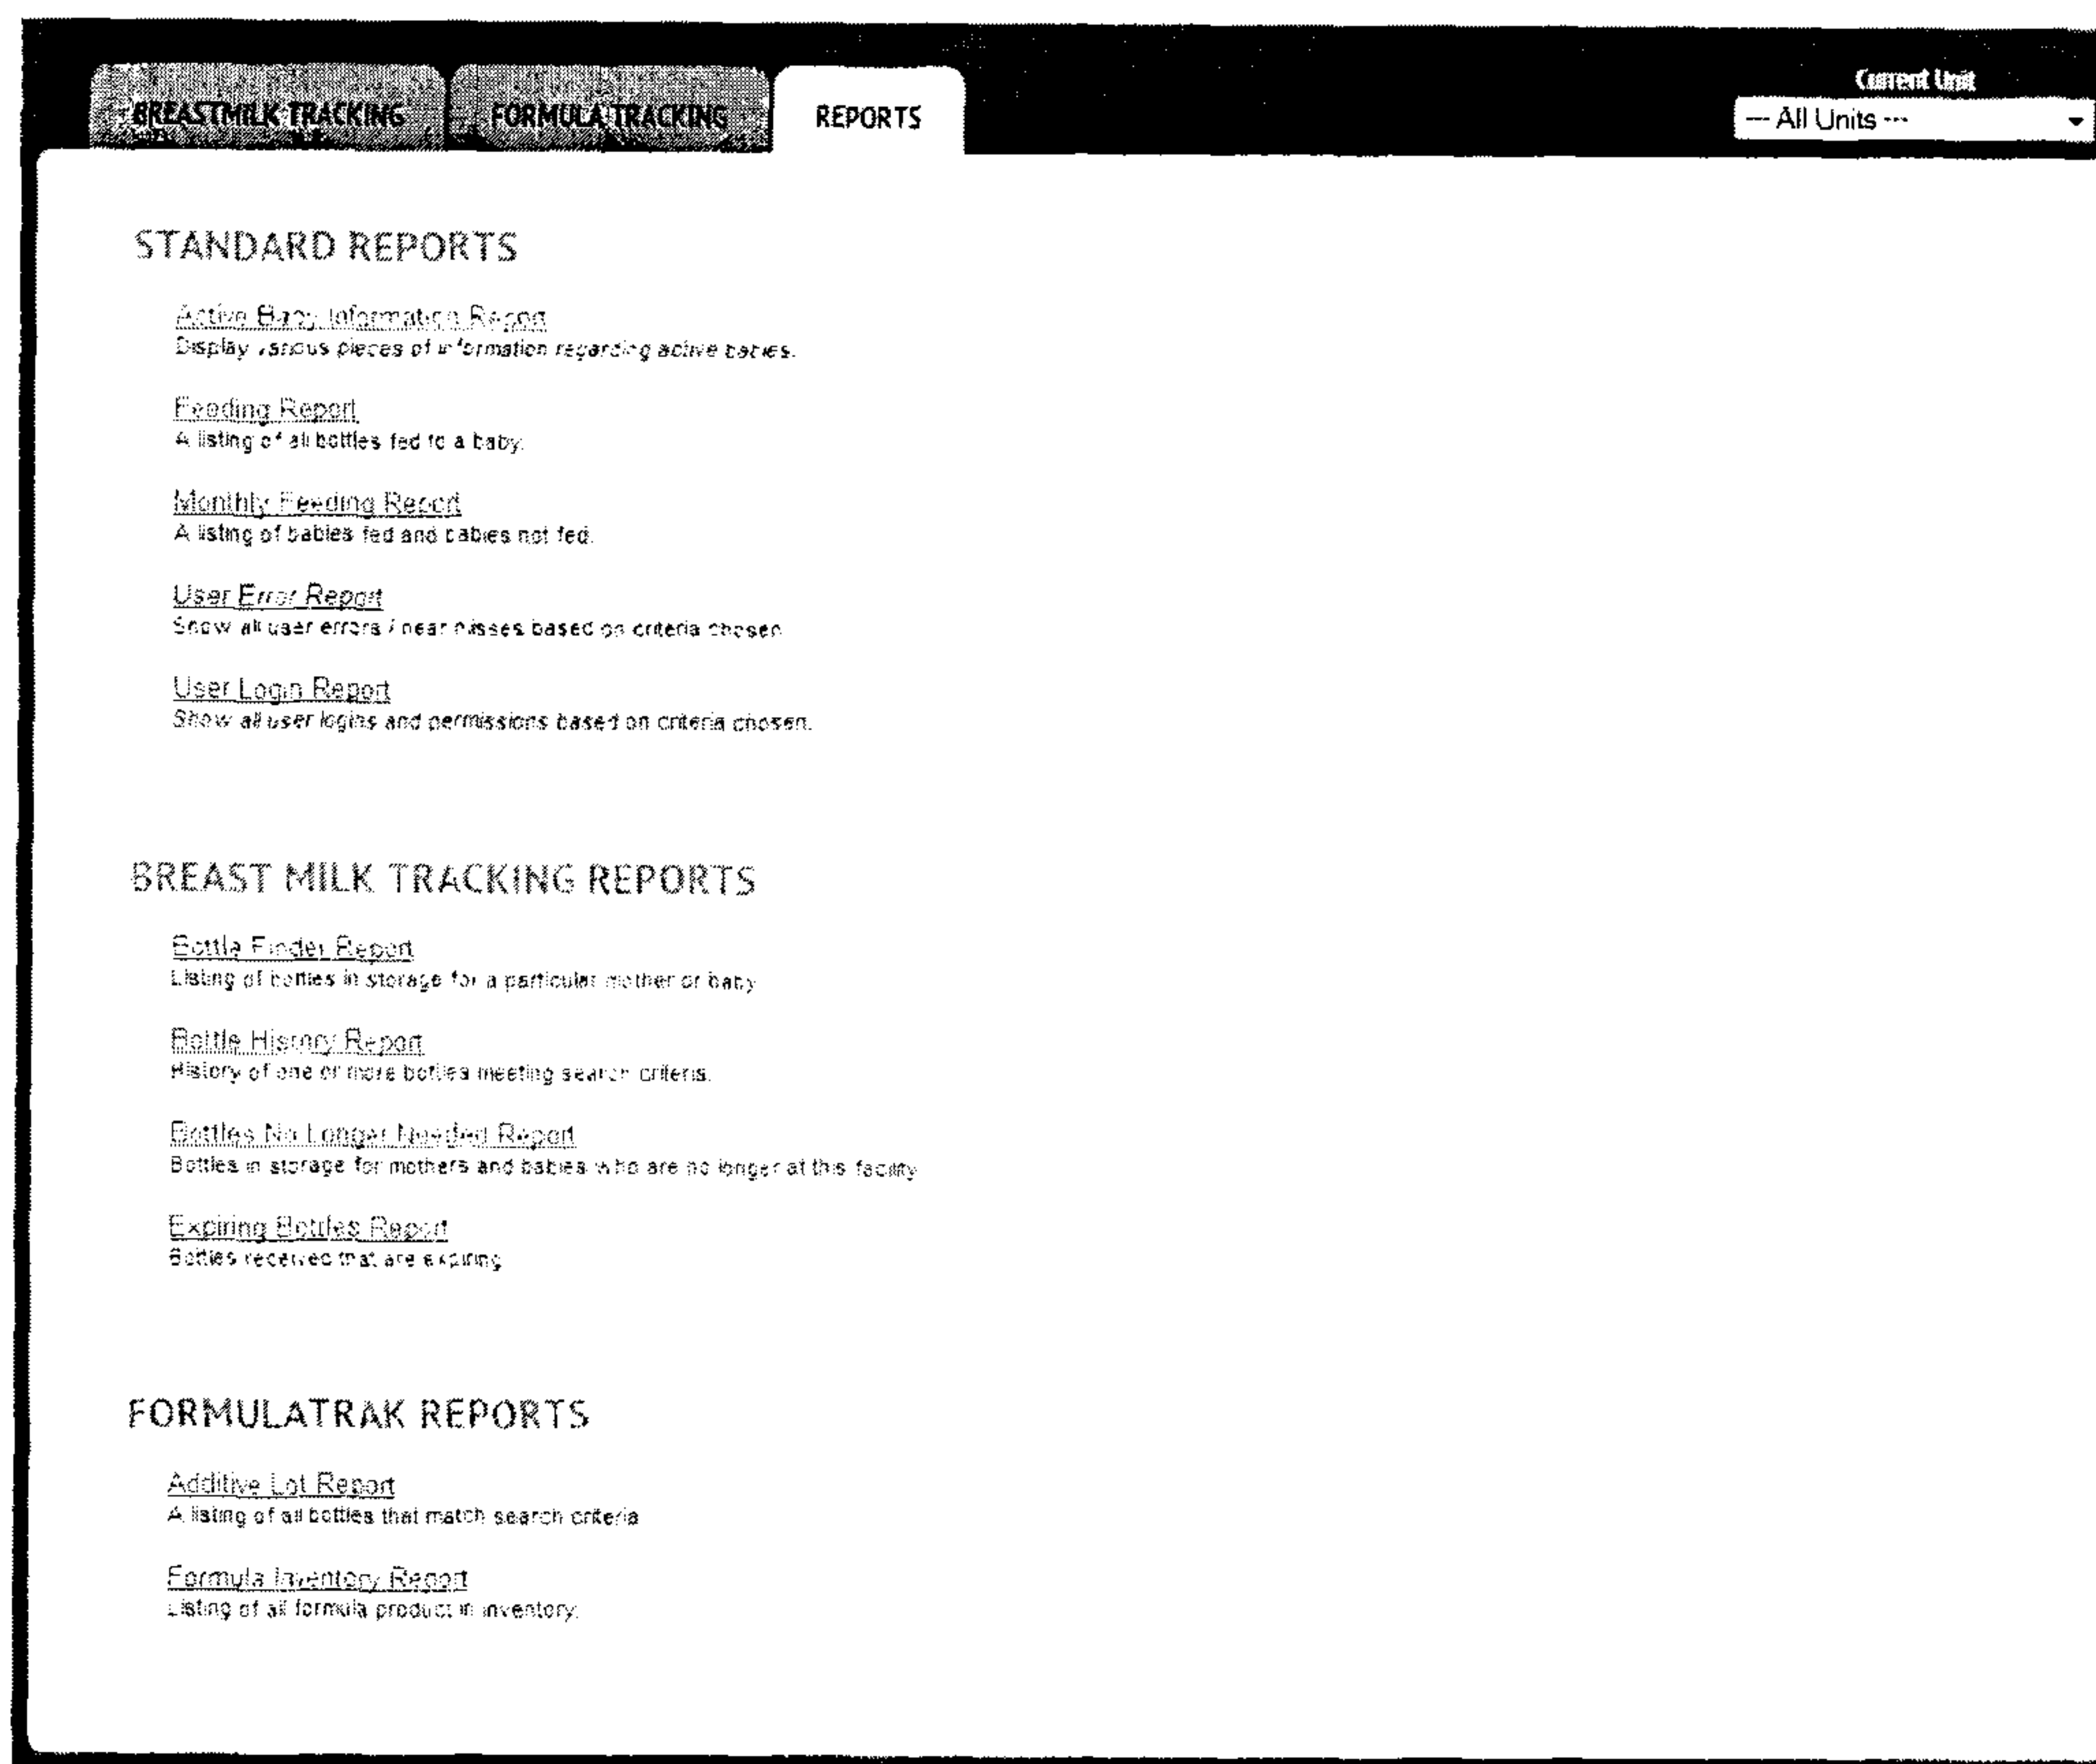 BREASTMILK TRACKING FORMULA TRACKING REPORTS
Current Unit
--- All Units ---
STANDARD REPORTS
Active Baby Information Report
Display various pieces of information regarding active babies.
Feeding Report
A listing of all bottles fed to a baby.
Monthly Feeding Report
A listing of babies fed and babies not fed.
User Error Report
Show all user errors / near misses based on criteria chosen
User Login Report
Show all user logins and permissions based on criteria chosen.
BREAST MILK TRACKING REPORTS
Bottle Finder Report
Listing of bottles in storage for a particular mother or baby
Bottle History Report
History of one or more bottles meeting search criteria.
Bottles No Longer Needed Report
Bottles in storage for mothers and babies who are no longer at this facility
Expiring Bottles Report
Bottles received that are expiring
FORMULATRAK REPORTS
Additive Lot Report
A listing of all bottles that match search criteria
Formula Inventory Report
Listing of all formula product in inventory.